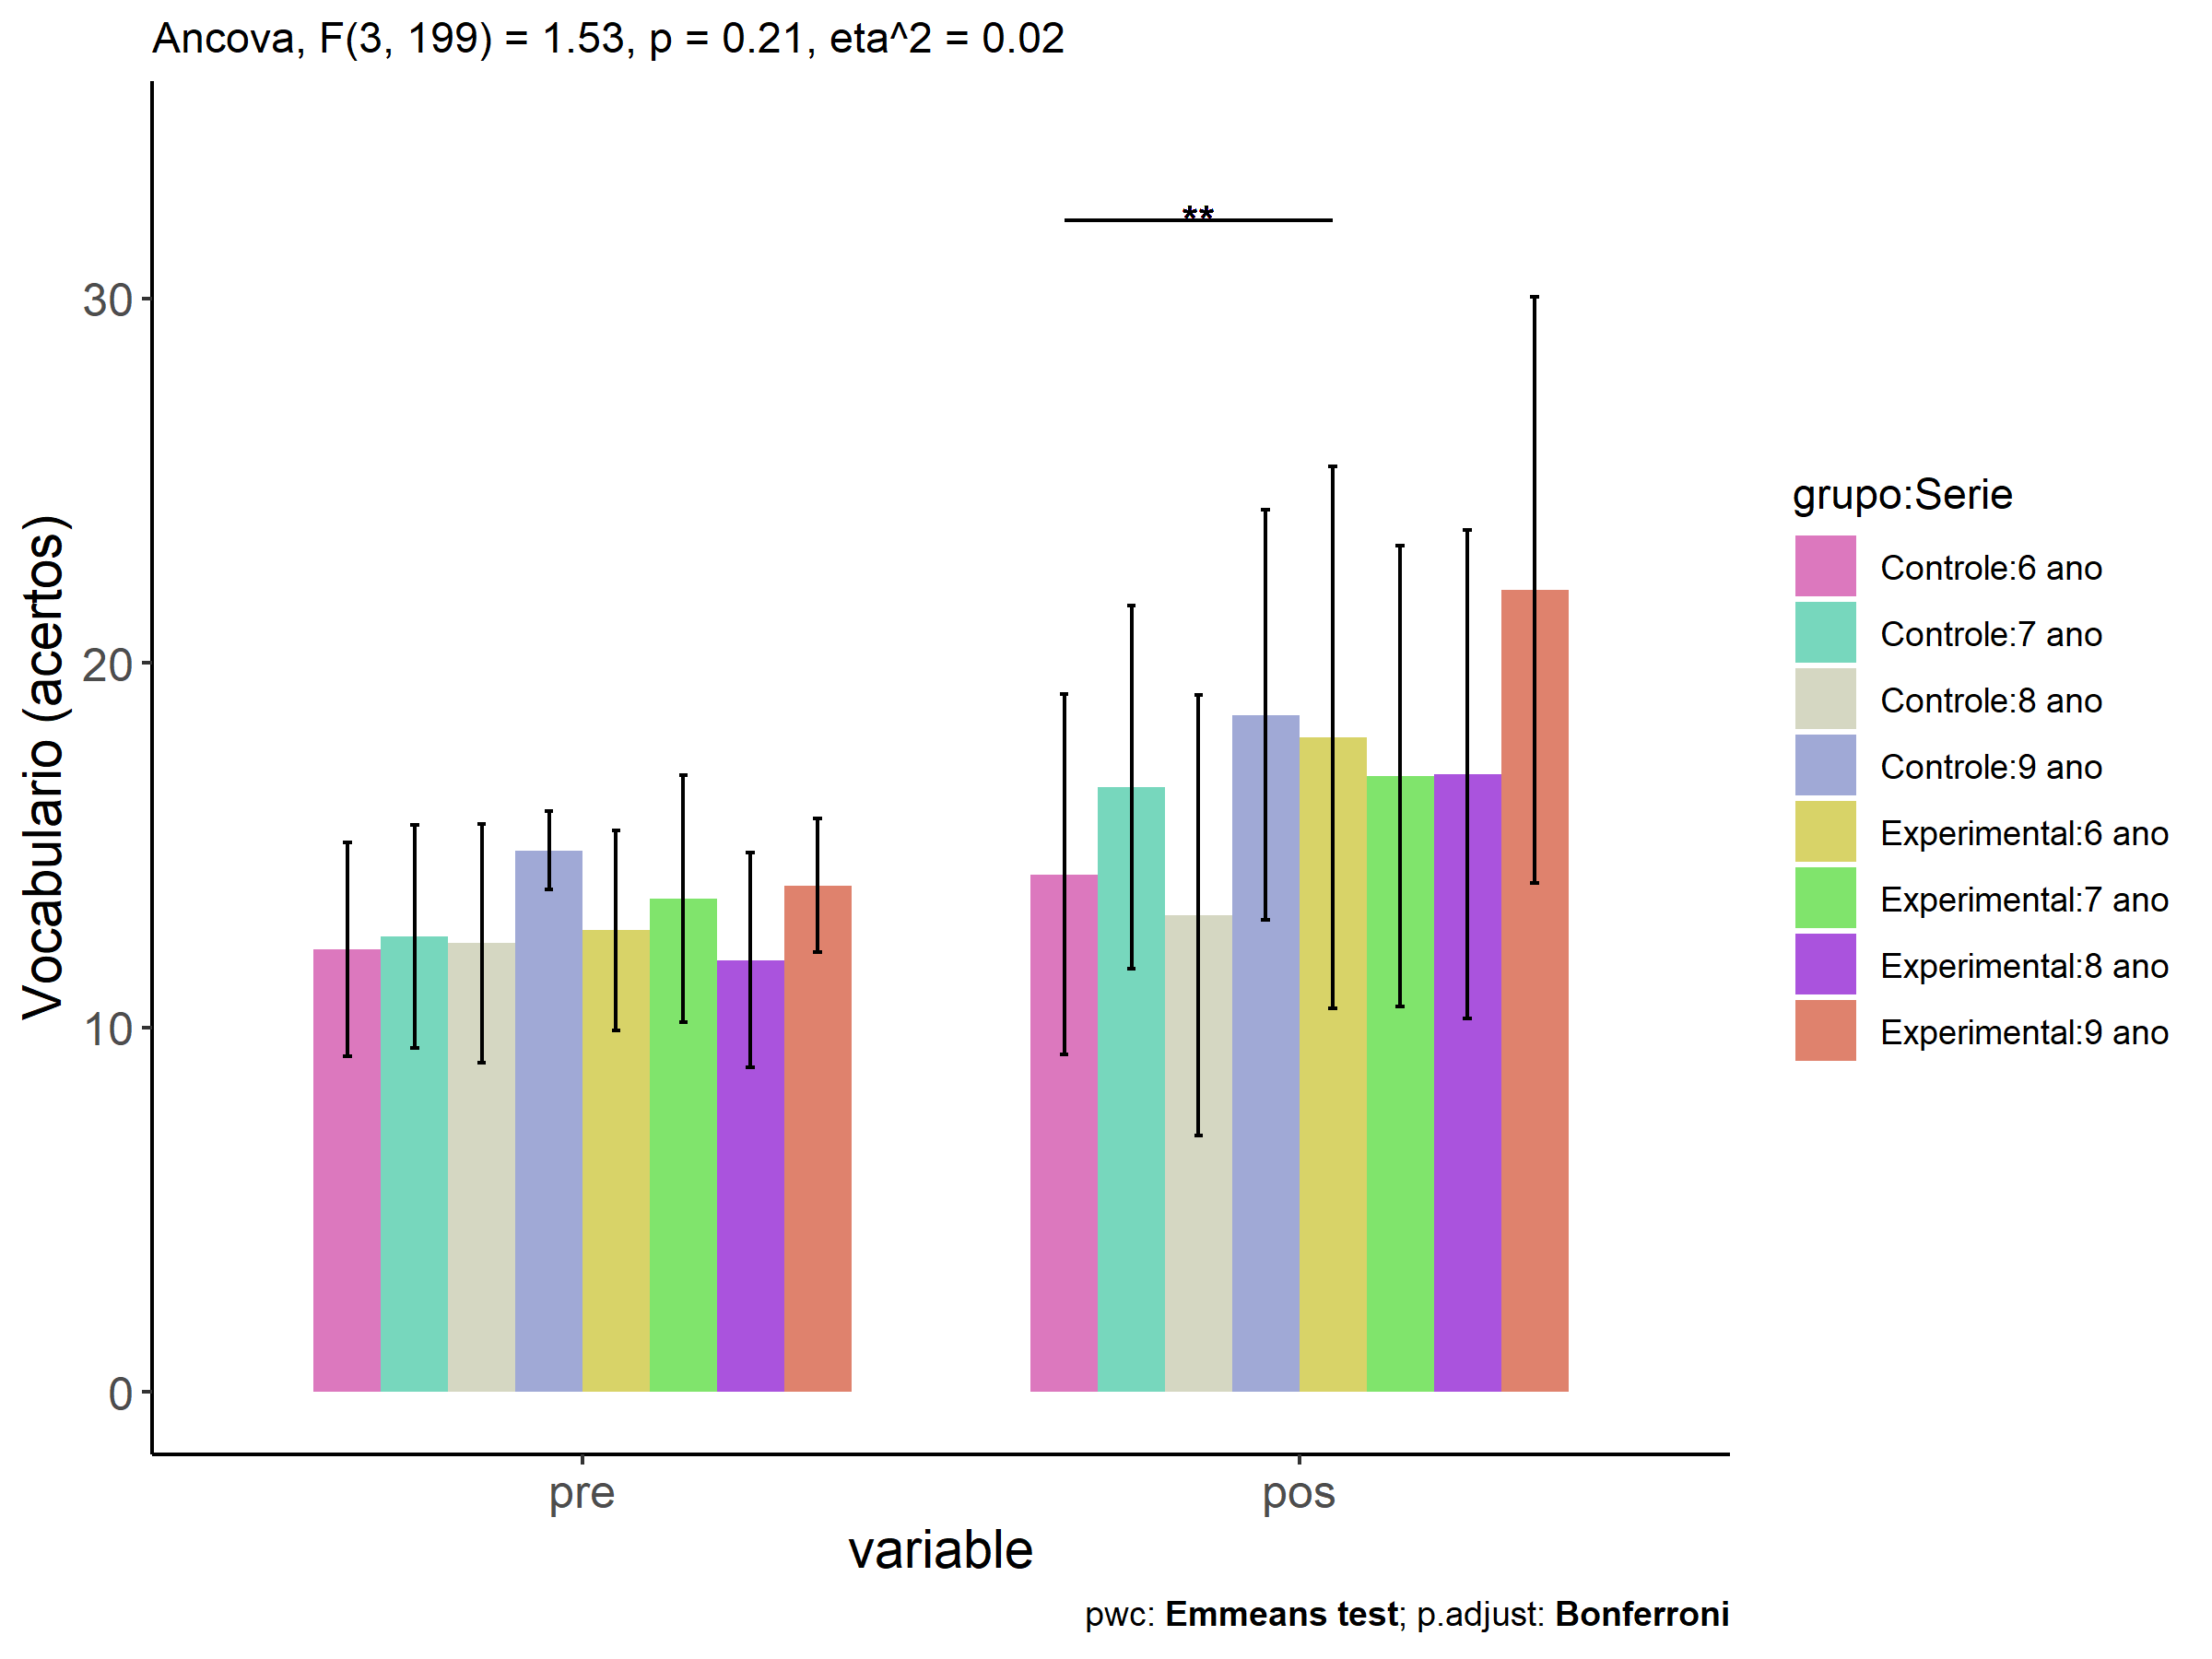 Ancova, F(3, 199) = 1.53, p = 0.21, eta^2 = 0.02
**
30
20
10
0
Vocabulario (acertos)
pre
pos
variable
pwc: Emmeans test; p.adjust: Bonferroni
grupo:Serie
Controle:6 ano
Controle:7 ano
Controle:8 ano
Controle:9 ano
Experimental:6 ano
Experimental:7 ano
Experimental:8 ano
Experimental:9 ano